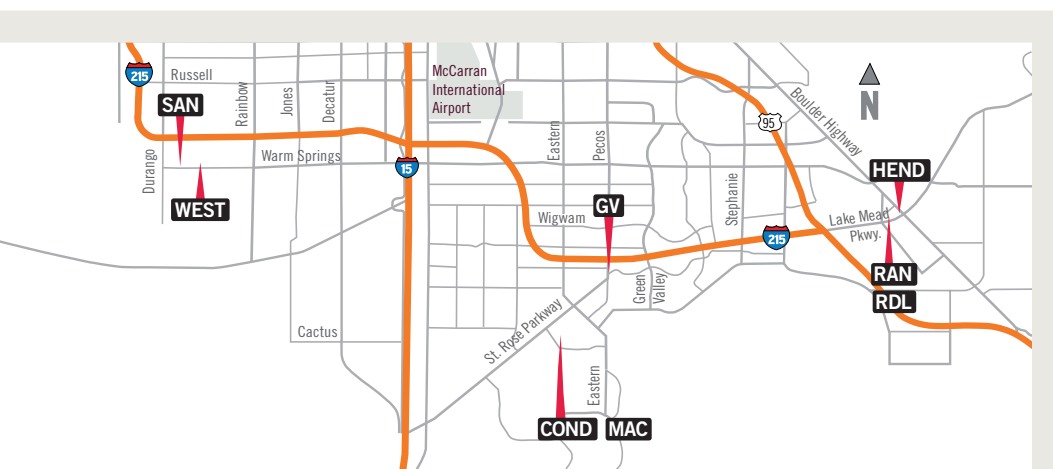 McCarran
International
Airport
215
Russell
SAN
Rainbow
Jones
Decatur
N
95
Boulder Highway
Durango
Warm Springs
15
Eastern
Pecos
HEND
Stephanie
WEST
GV
Wigwam
Lake Mead
Pkwy.
215
RAN
RDL
Green
Valley
St. Rose Parkway
Cactus
Eastern
COND
MAC